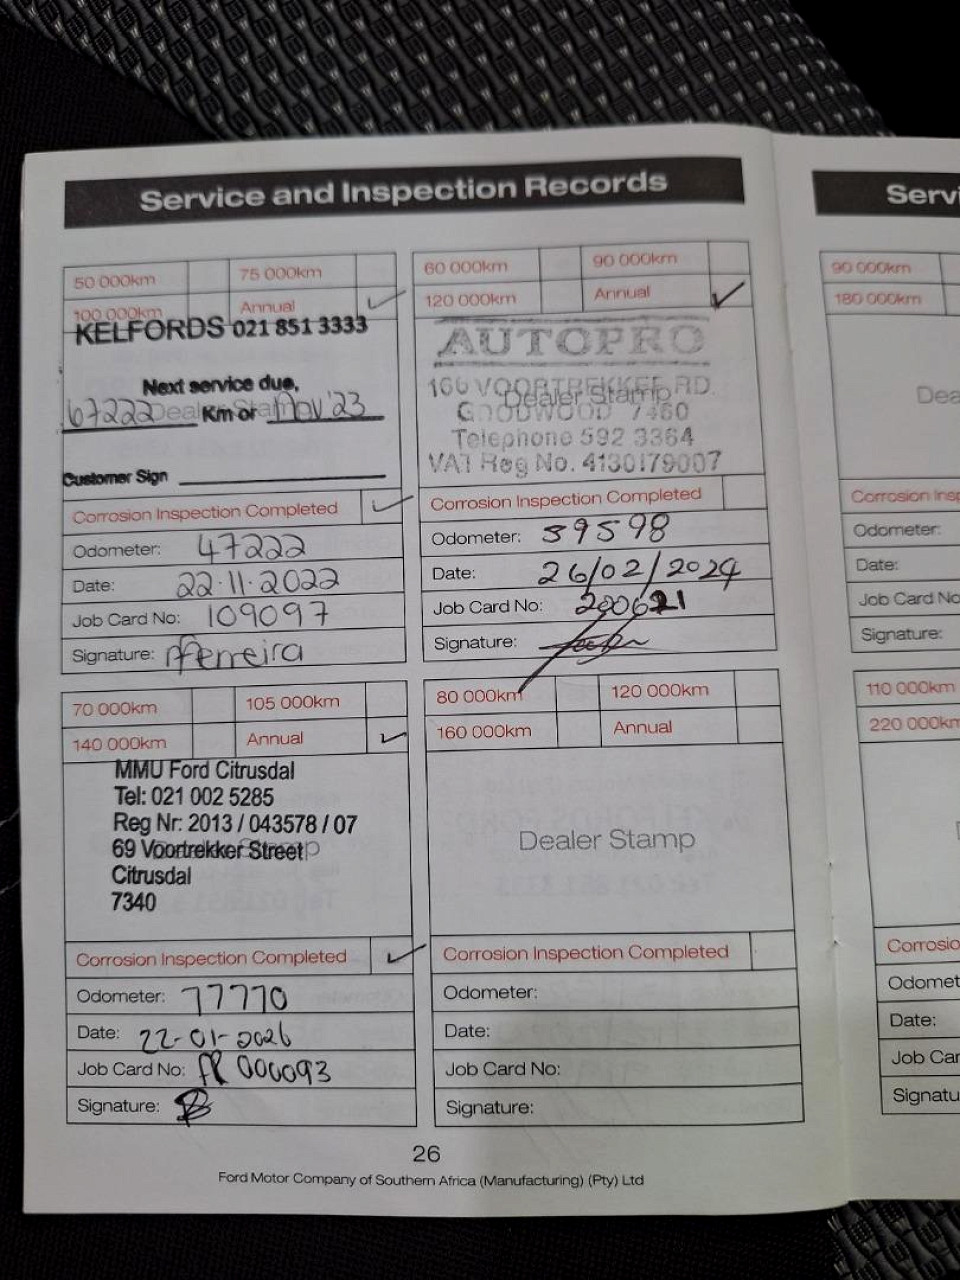 Service and Inspection Records
50 000km
75 000km
100 000km
Annual ✓
KELFORDS 021 851 3333
Next service due,
67222 Km or Nov '23
Dealer Stamp
Customer Sign
Corrosion Inspection Completed ✓
Odometer: 47222
Date: 22.11.2022
Job Card No: 109097
Signature:
60 000km
90 000km
120 000km
Annual ✓
AUTOPRO
166 VOORTREKKER RD.
Dealer Stamp
GOODWOOD 7460
Telephone 592 3364
VAT Reg No. 4130179007
Corrosion Inspection Completed
Odometer: 59598
Date: 26/02/2024
Job Card No: 200621
Signature:
70 000km
105 000km
140 000km
Annual ✓
MMU Ford Citrusdal
Tel: 021 002 5285
Reg Nr: 2013 / 043578 / 07
69 Voortrekker Street
Citrusdal
7340
Corrosion Inspection Completed ✓
Odometer: 77770
Date: 22-01-2026
Job Card No: 000093
Signature:
80 000km
120 000km
160 000km
Annual
Dealer Stamp
Corrosion Inspection Completed
Odometer:
Date:
Job Card No:
Signature:
26
Ford Motor Company of Southern Africa (Manufacturing) (Pty) Ltd
Servi
90 000km
180 000km
Dea
Corrosion Insp
Odometer:
Date:
Job Card No
Signature:
110 000km
220 000km
Corrosio
Odomet
Date:
Job Car
Signatu